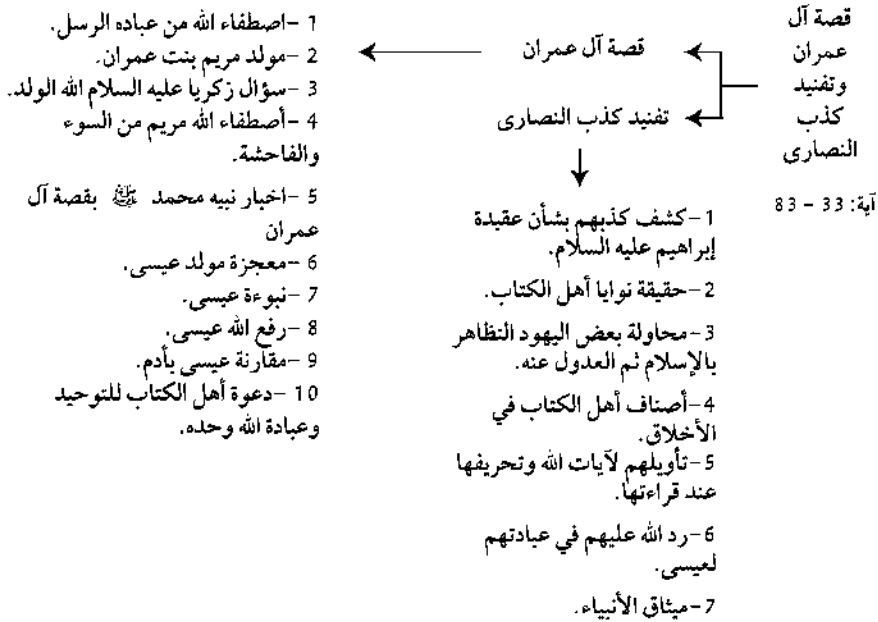 قصة آل
عمران
وتفنيد
كذب
النصارى
آية: 33 – 83
قصة آل عمران
تفنيد كذب النصارى
1 –اصطفاء الله من عباده الرسل.
2 –مولد مريم بنت عمران.
3 –سؤال زكريا عليه السلام الله الولد.
4 –أصطفاء الله مريم من السوء
والفاحشة.
5 –اخبار نبيه محمد ﷺ بقصة آل
عمران
6 –معجزة مولد عيسى.
7 –نبوءة عيسى.
8 –رفع الله عيسى.
9 –مقارنة عيسى بأدم.
10 –دعوة أهل الكتاب للتوحيد
وعبادة الله وحده.
1–كشف كذبهم بشأن عقيدة
إبراهيم عليه السلام.
2–حقيقة نوايا أهل الكتاب.
3–محاولة بعض اليهود التظاهر
بالإسلام ثم العدول عنه.
4–أصناف أهل الكتاب في
الأخلاق.
5–تأويلهم لآيات الله وتحريفها
عند قراءتها.
6–رد الله عليهم في عبادتهم
لعيسى.
7–ميثاق الأنبياء.